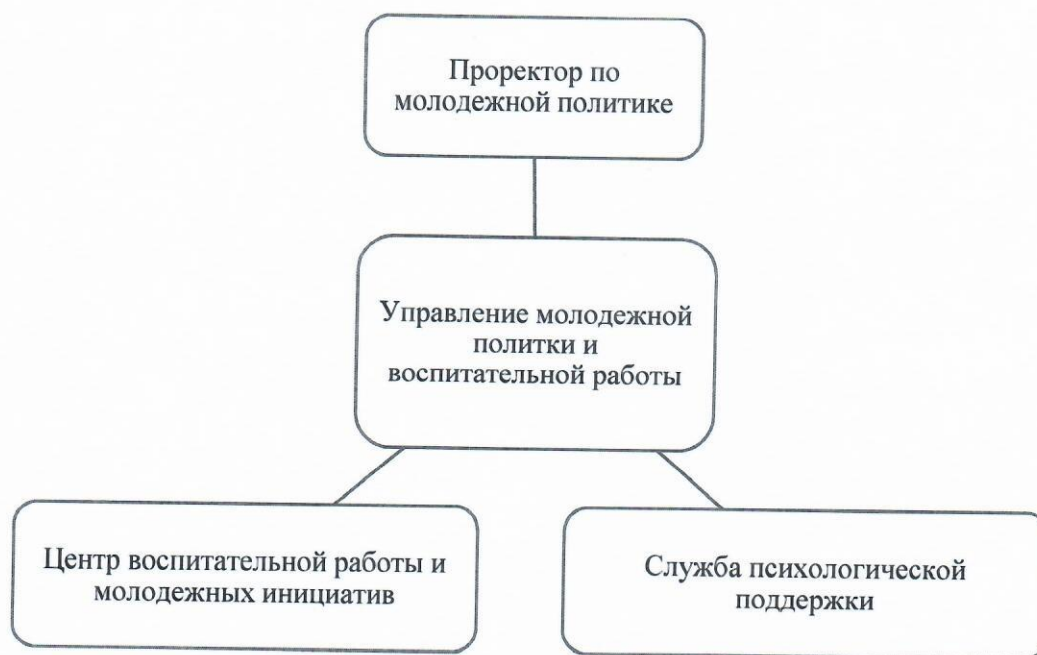 Проректор по
молодежной политике
Управление молодежной
политки и
воспитательной работы
Центр воспитательной работы и
молодежных инициатив
Служба психологической
поддержки